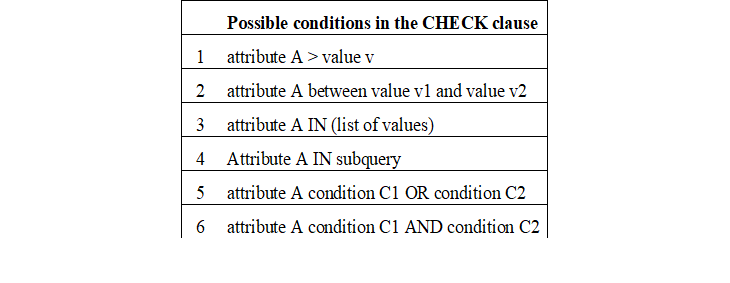 Possible conditions in the CHECK clause
1 attribute A > value v
2 attribute A between value v1 and value v2
3 attribute A IN (list of values)
4 Attribute A IN subquery
5 attribute A condition C1 OR condition C2
6 attribute A condition C1 AND condition C2